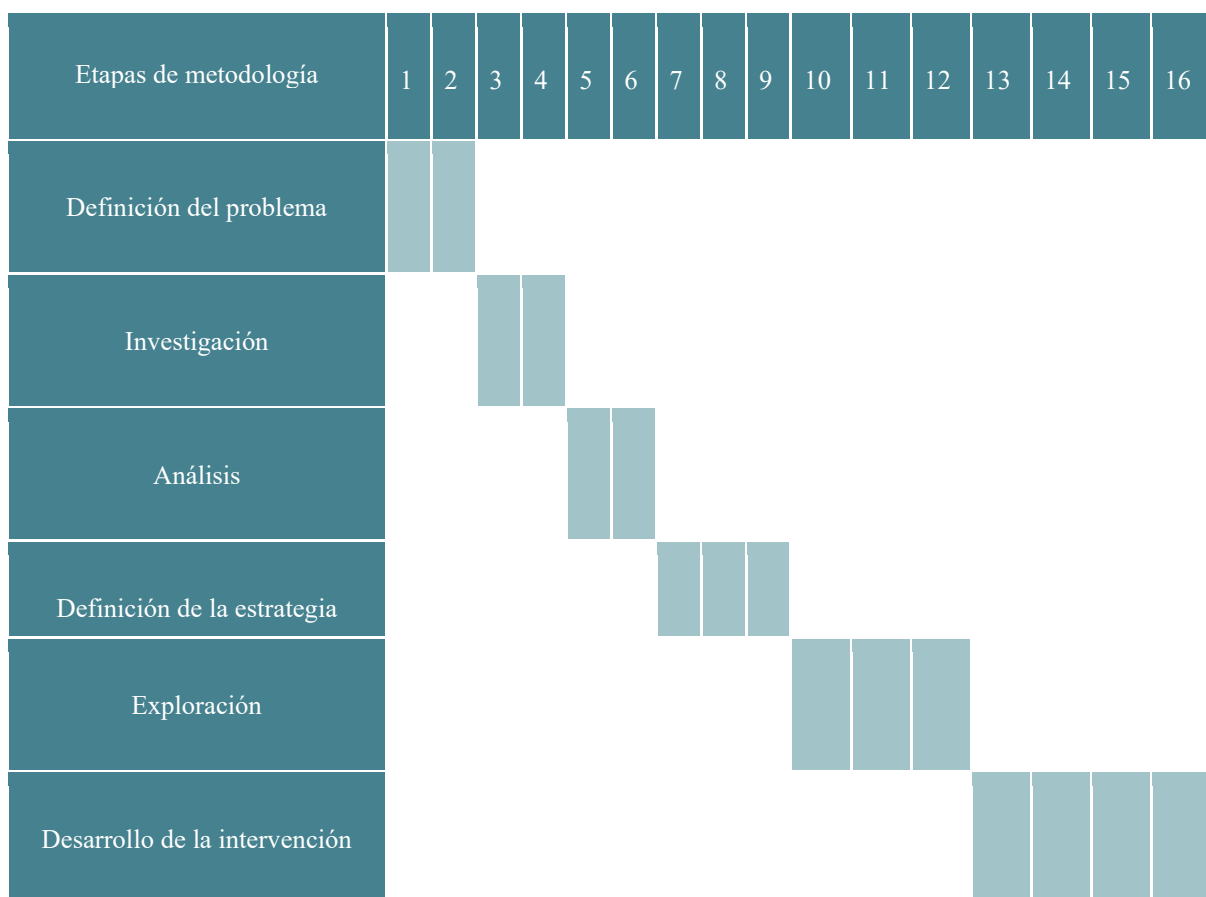 Etapas de metodología 1 2 3 4 5 6 7 8 9 10 11 12 13 14 15 16
Definición del problema
Investigación
Análisis
Definición de la estrategia
Exploración
Desarrollo de la intervención